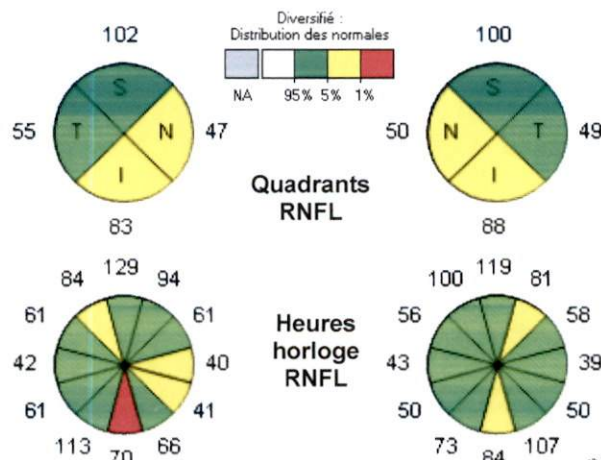 Diversifié :
Distribution des normales
NA 95% 5% 1%
102
S
55 T N 47
I
83
100
S
50 N T 49
I
88
Quadrants
RNFL
129
84 94
61 61
42 40
61 41
113 66
70
119
100 81
56 58
43 39
50 50
73 107
84
Heures
horloge
RNFL